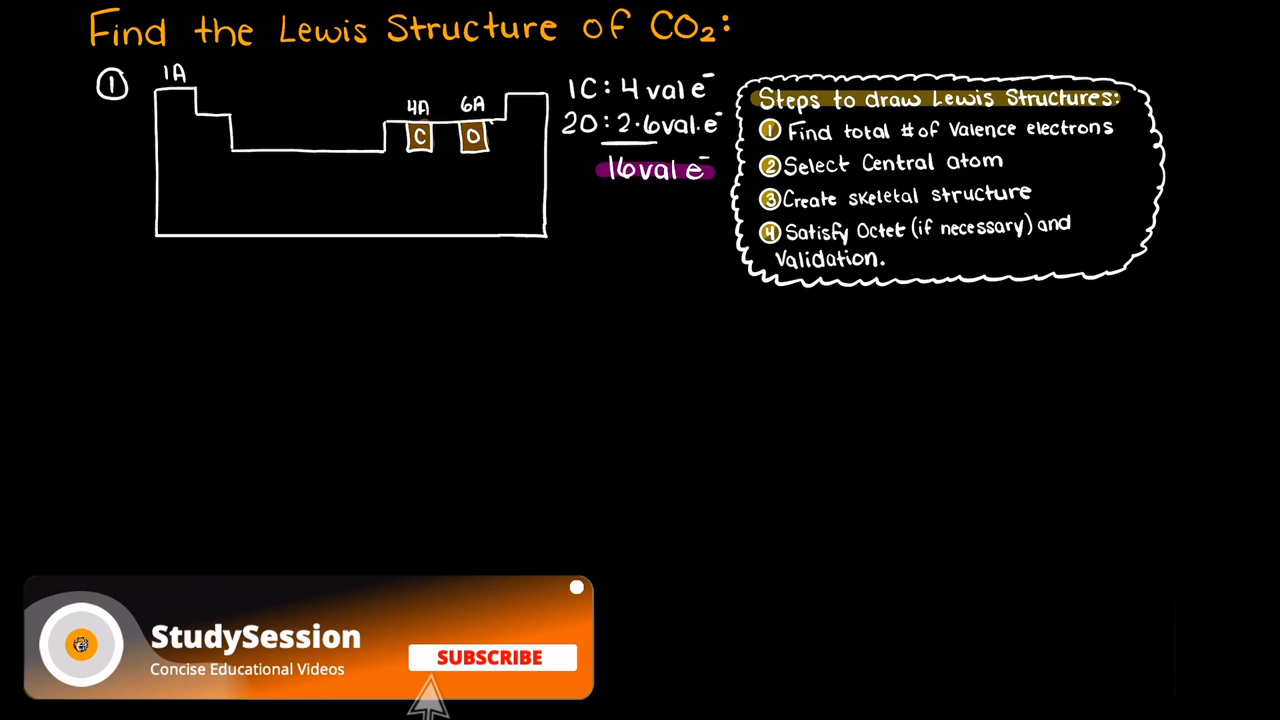 Find the Lewis Structure of CO₂:
① 1A
4A 6A
C O
1C: 4 val e⁻
2O: 2·6val.e⁻
16 val e⁻
Steps to draw Lewis Structures:
① Find total # of Valence electrons
② Select Central atom
③ Create skeletal structure
④ Satisfy Octet (if necessary) and
Validation.
StudySession
Concise Educational Videos
SUBSCRIBE